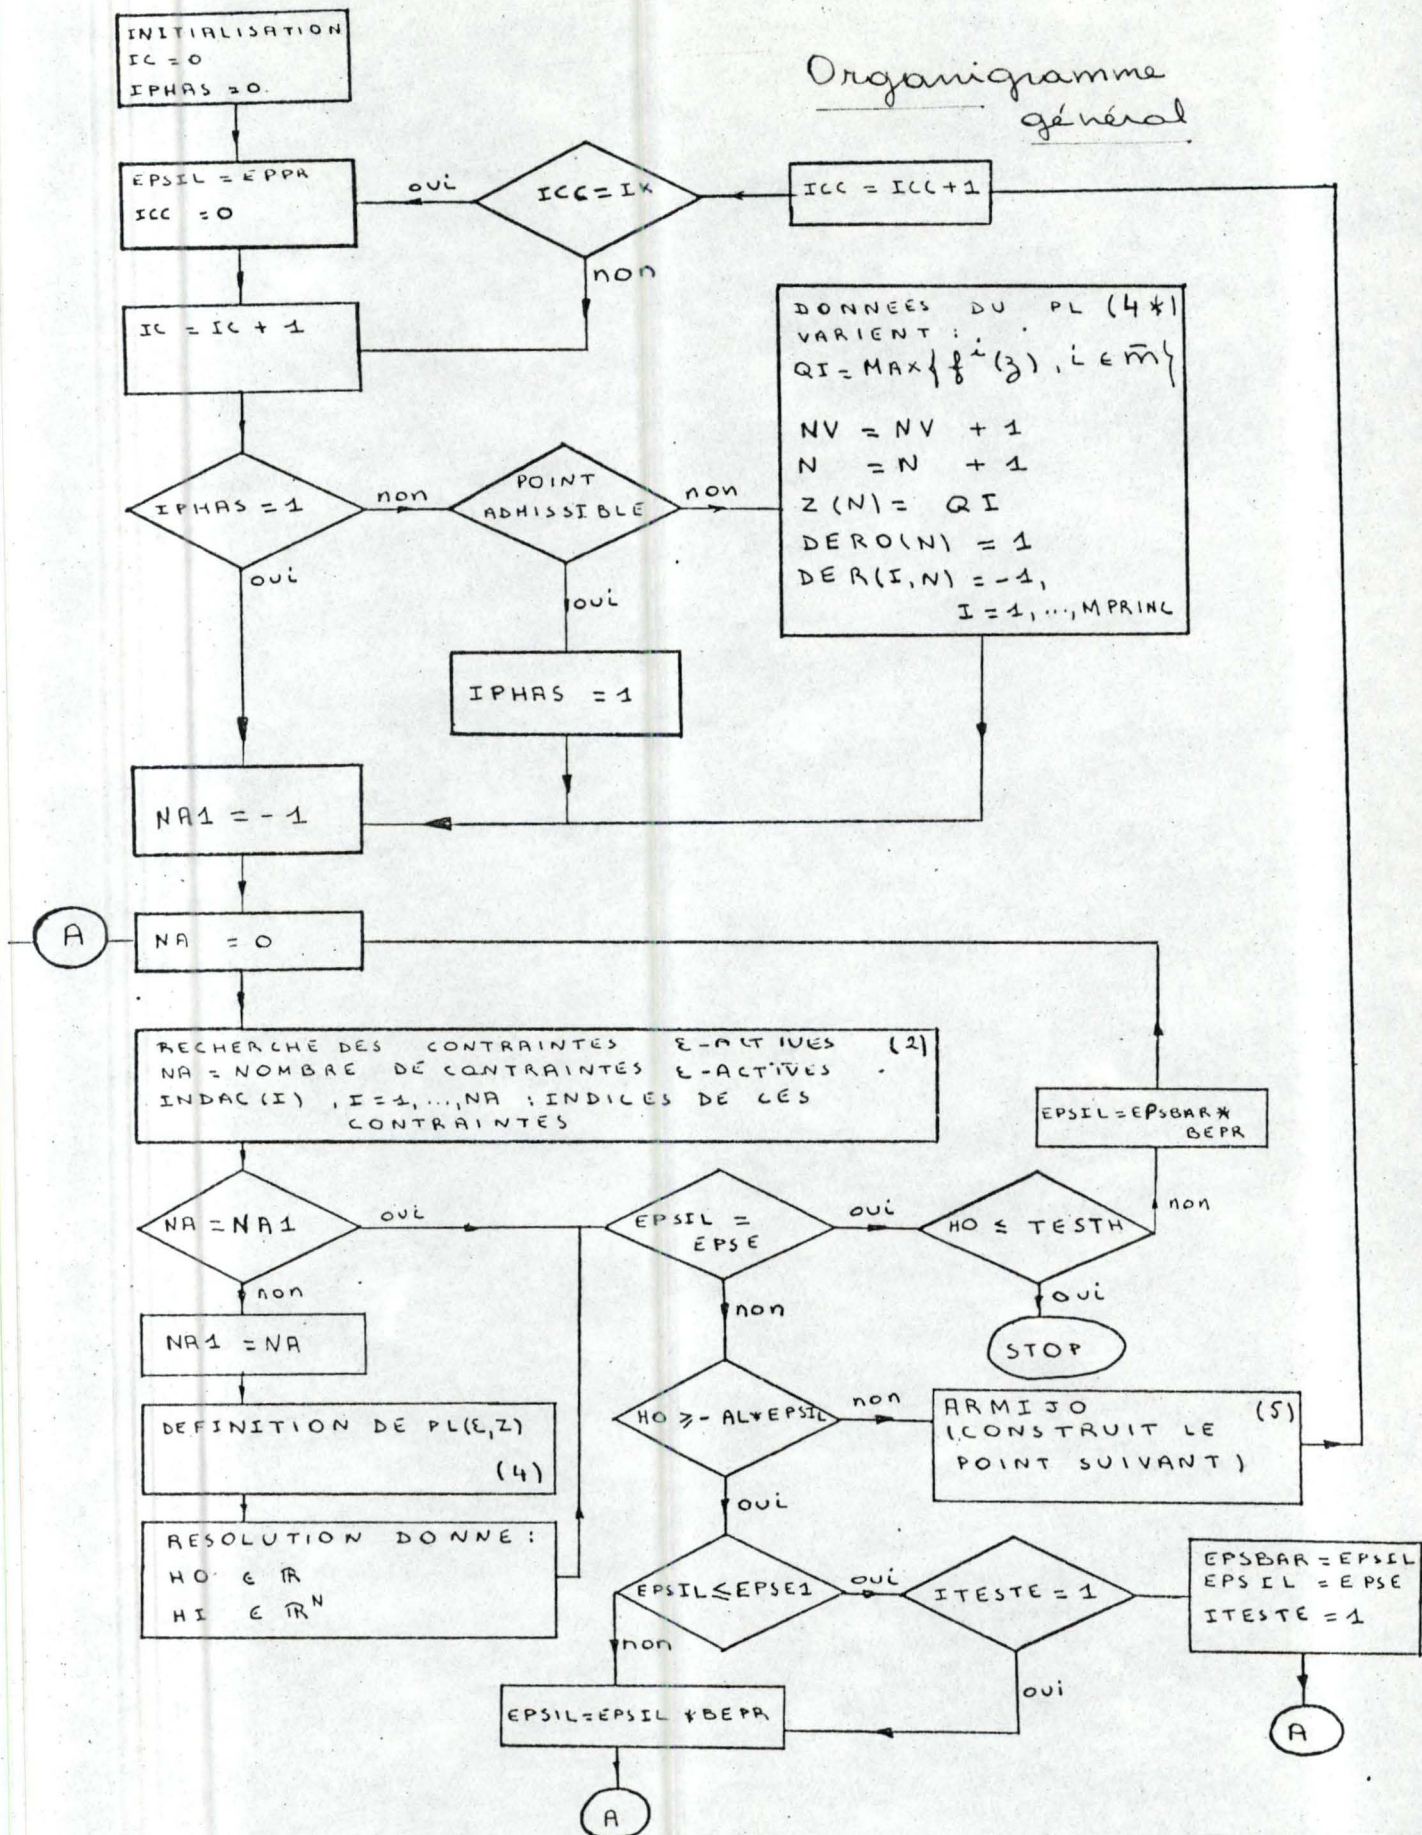 Organigramme
général
INITIALISATION
IC = 0
IPHAS = 0.
EPSIL = EPPR
ICC = 0
oui
ICC = IK
ICC = ICC + 1
non
IC = IC + 1
DONNEES DU PL (4*)
VARIENT :
QI = MAX{f^i(z), i ∈ m̄}
NV = NV + 1
N = N + 1
Z(N) = QI
DERO(N) = 1
DER(I,N) = -1,
I = 1, ..., MPRINC
IPHAS = 1
non
POINT
ADMISSIBLE
non
oui
oui
IPHAS = 1
NA1 = - 1
A
NA = 0
RECHERCHE DES CONTRAINTES ε-ACTIVES (2)
NA = NOMBRE DE CONTRAINTES ε-ACTIVES .
INDAC(I) , I = 1, ..., NA : INDICES DE CES
CONTRAINTES
EPSIL = EPSBAR *
BEPR
NA = NA1
oui
EPSIL =
EPSE
oui
HO ≤ TESTH
non
non
non
oui
NA1 = NA
STOP
DEFINITION DE PL(ε,Z)
(4)
HO ≥ - AL*EPSIL
non
ARMIJO (5)
(CONSTRUIT LE
POINT SUIVANT)
oui
RESOLUTION DONNE :
HO ∈ ℝ
HI ∈ ℝ^N
EPSIL ≤ EPSE1
oui
ITESTE = 1
EPSBAR = EPSIL
EPSIL = EPSE
ITESTE = 1
non
oui
EPSIL = EPSIL * BEPR
A
A